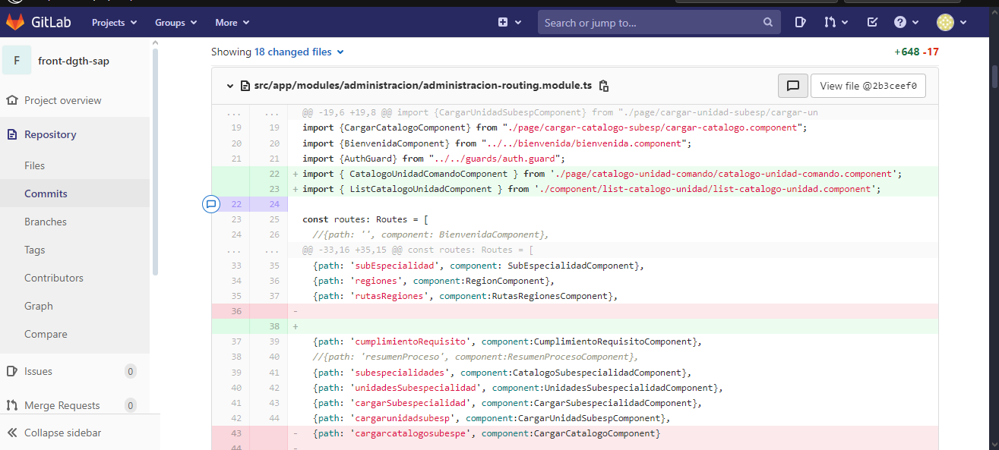 GitLab Projects Groups More Search or jump to...
F front-dgth-sap
Project overview
Repository
Files
Commits
Branches
Tags
Contributors
Graph
Compare
Issues 0
Merge Requests 0
Collapse sidebar
Showing 18 changed files +648 -17
src/app/modules/administracion/administracion-routing.module.ts View file @2b3ceef0
... ... @@ -19,6 +19,8 @@ import {CargarUnidadSubespComponent} from "./page/cargar-unidad-subesp/cargar-un
19 19 import {CargarCatalogoComponent} from "./page/cargar-catalogo-subesp/cargar-catalogo.component";
20 20 import {BienvenidaComponent} from "../../bienvenida/bienvenida.component";
21 21 import {AuthGuard} from "../../guards/auth.guard";
22 + import { CatalogoUnidadComandoComponent } from './page/catalogo-unidad-comando/catalogo-unidad-comando.component';
23 + import { ListCatalogoUnidadComponent } from './component/list-catalogo-unidad/list-catalogo-unidad.component';
22 24
23 25 const routes: Routes = [
24 26 //{path: '', component: BienvenidaComponent},
... ... @@ -33,16 +35,15 @@ const routes: Routes = [
33 35 {path: 'subEspecialidad', component: SubEspecialidadComponent},
34 36 {path: 'regiones', component:RegionComponent},
35 37 {path: 'rutasRegiones', component:RutasRegionesComponent},
36 -
38 +
37 39 {path: 'cumplimientoRequisito', component:CumplimientoRequisitoComponent},
38 40 //{path: 'resumenProceso', component:ResumenProcesoComponent},
39 41 {path: 'subespecialidades', component:CatalogoSubespecialidadComponent},
40 42 {path: 'unidadesSubespecialidad', component:UnidadesSubespecialidadComponent},
41 43 {path: 'cargarSubespecialidad', component:CargarSubespecialidadComponent},
42 44 {path: 'cargarunidadsubesp', component:CargarUnidadSubespComponent},
43 - {path: 'cargarcatalogosubespe', component:CargarCatalogoComponent}
44 -